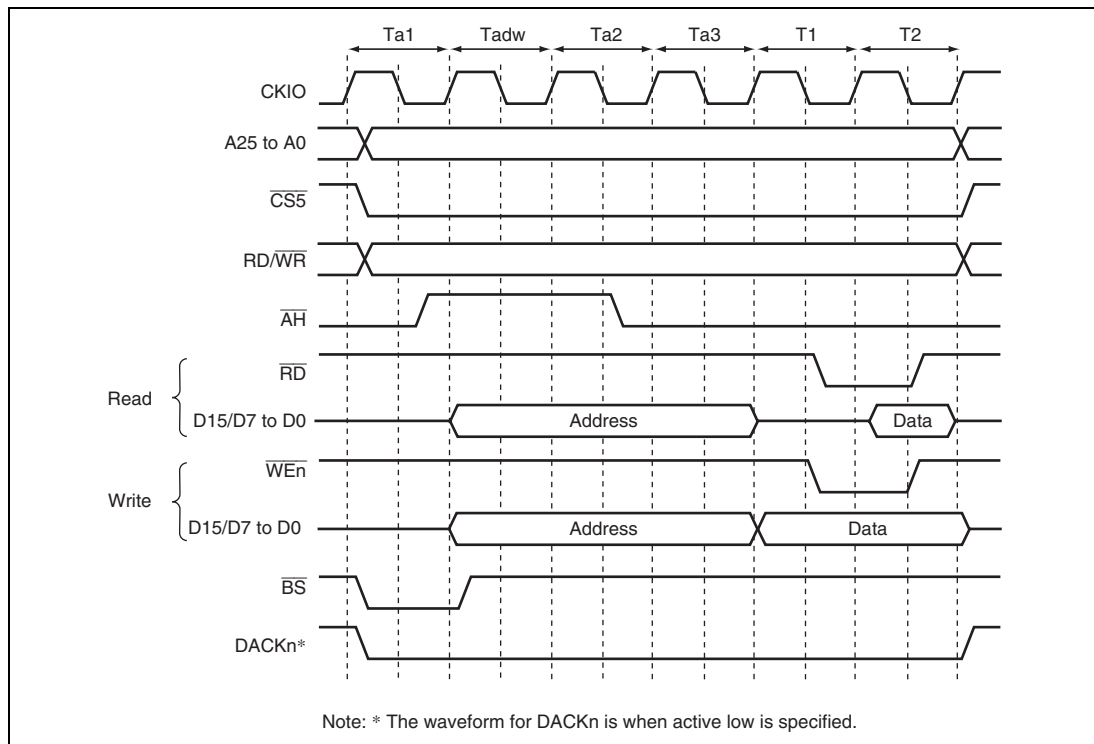 Ta1 Tadw Ta2 Ta3 T1 T2
CKIO
A25 to A0
CS5
RD/WR
AH
RD
Read
D15/D7 to D0 Address Data
WEn
Write
D15/D7 to D0 Address Data
BS
DACKn*
Note: * The waveform for DACKn is when active low is specified.